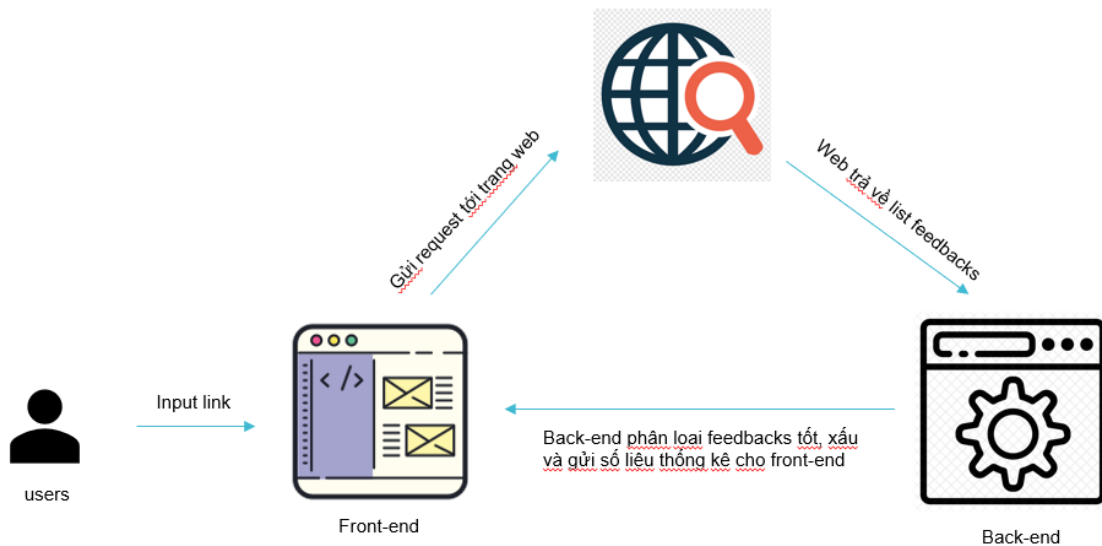 Gửi request tới trang web
Web trả về list feedbacks
< />
Input link
Back-end phân loại feedbacks tốt, xấu
và gửi số liệu thống kê cho front-end
users
Front-end
Back-end